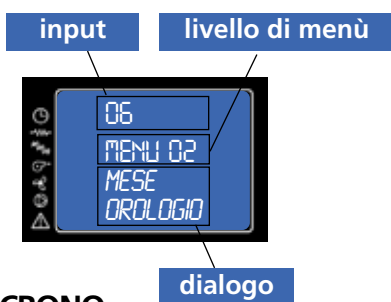 input livello di menù
06
MENU 02
MESE
OROLOGIO
dialogo
CRONO